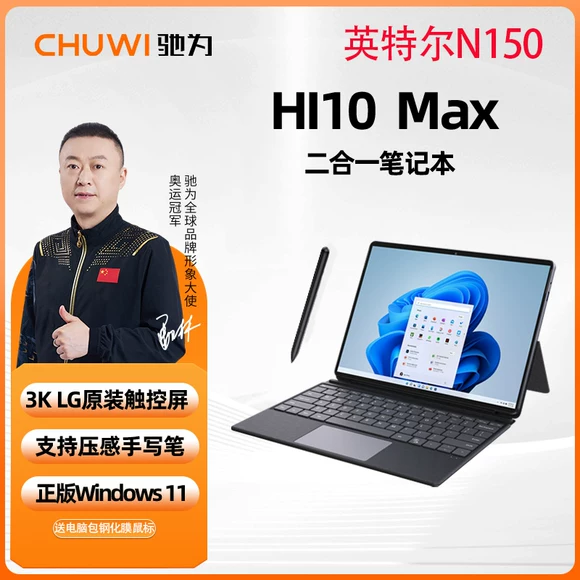 CHUWI 驰为
英特尔N150
HI10 Max
二合一笔记本
驰为全球品牌形象大使
奥运冠军
3K LG原装触控屏
支持压感手写笔
正版Windows 11
送电脑包钢化膜鼠标